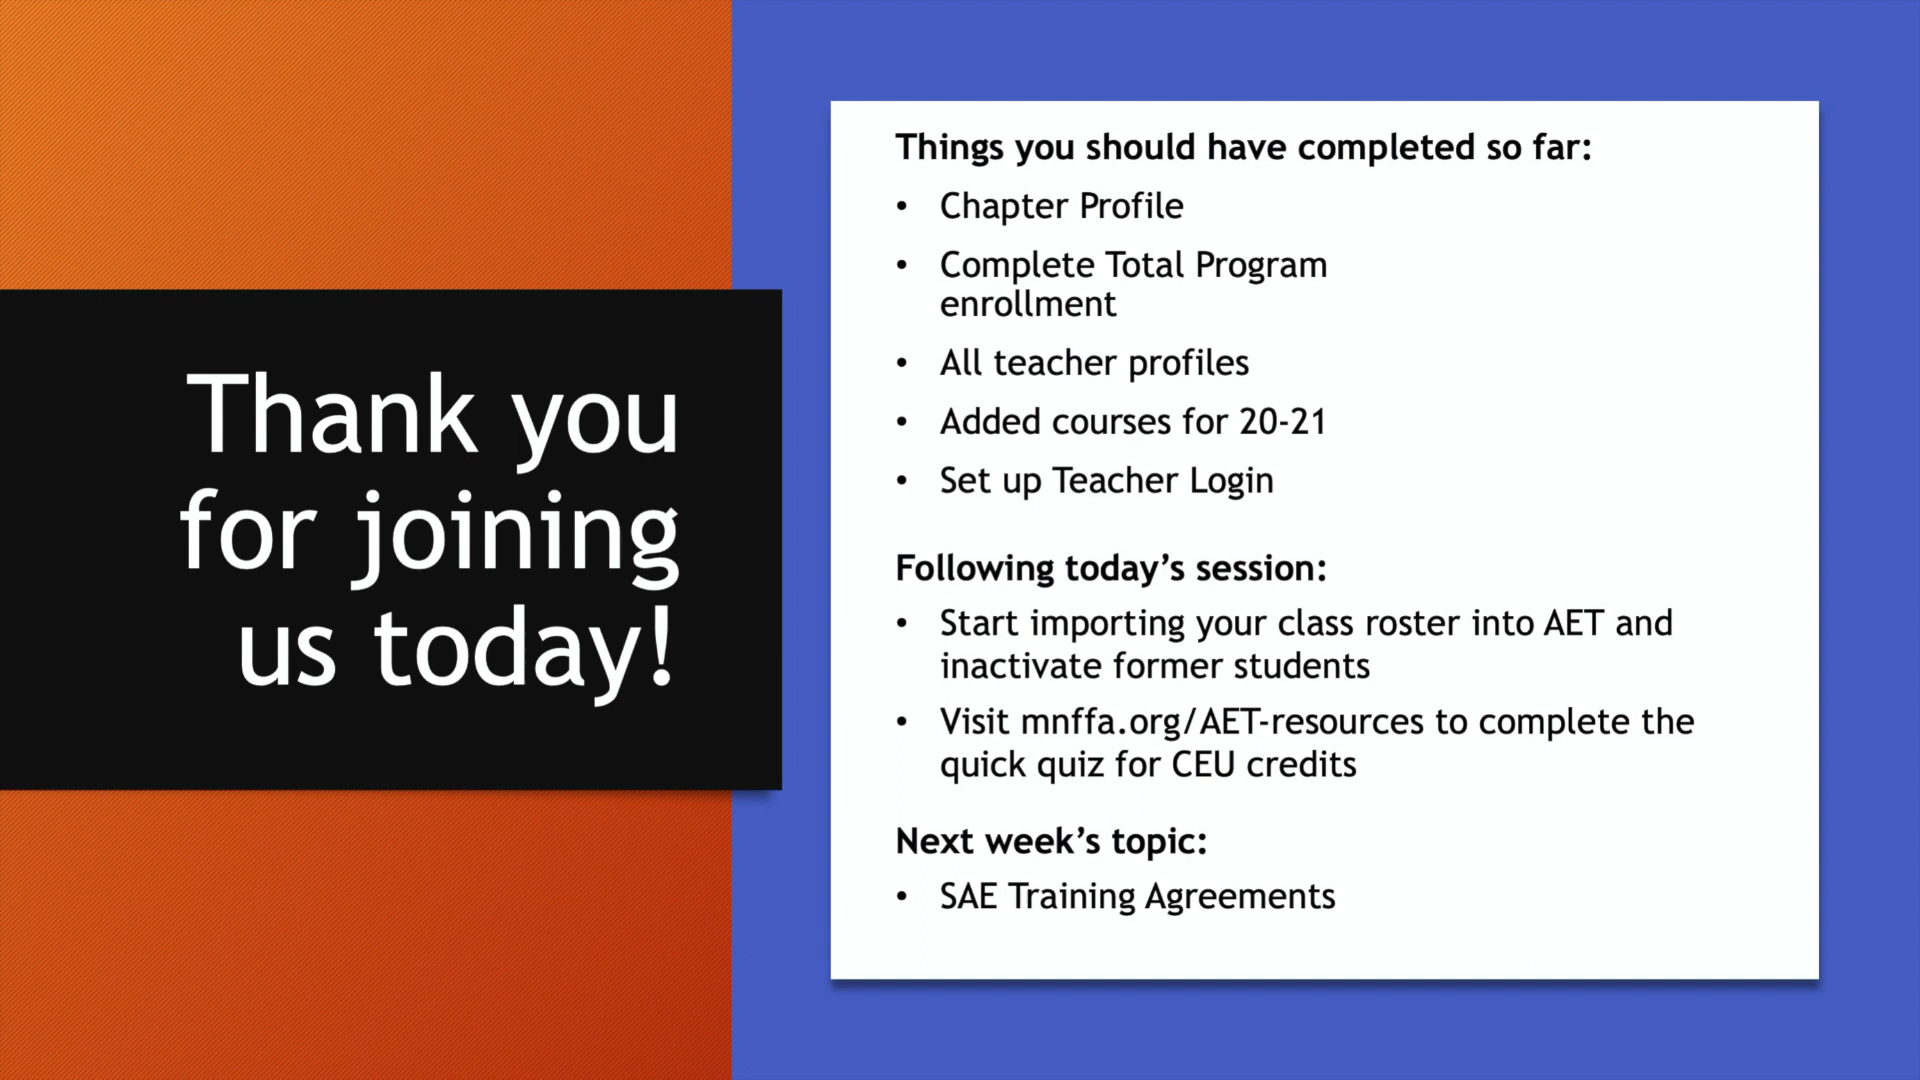 Thank you
for joining
us today!
Things you should have completed so far:
• Chapter Profile
• Complete Total Program
enrollment
• All teacher profiles
• Added courses for 20-21
• Set up Teacher Login
Following today’s session:
• Start importing your class roster into AET and
inactivate former students
• Visit mnffa.org/AET-resources to complete the
quick quiz for CEU credits
Next week’s topic:
• SAE Training Agreements